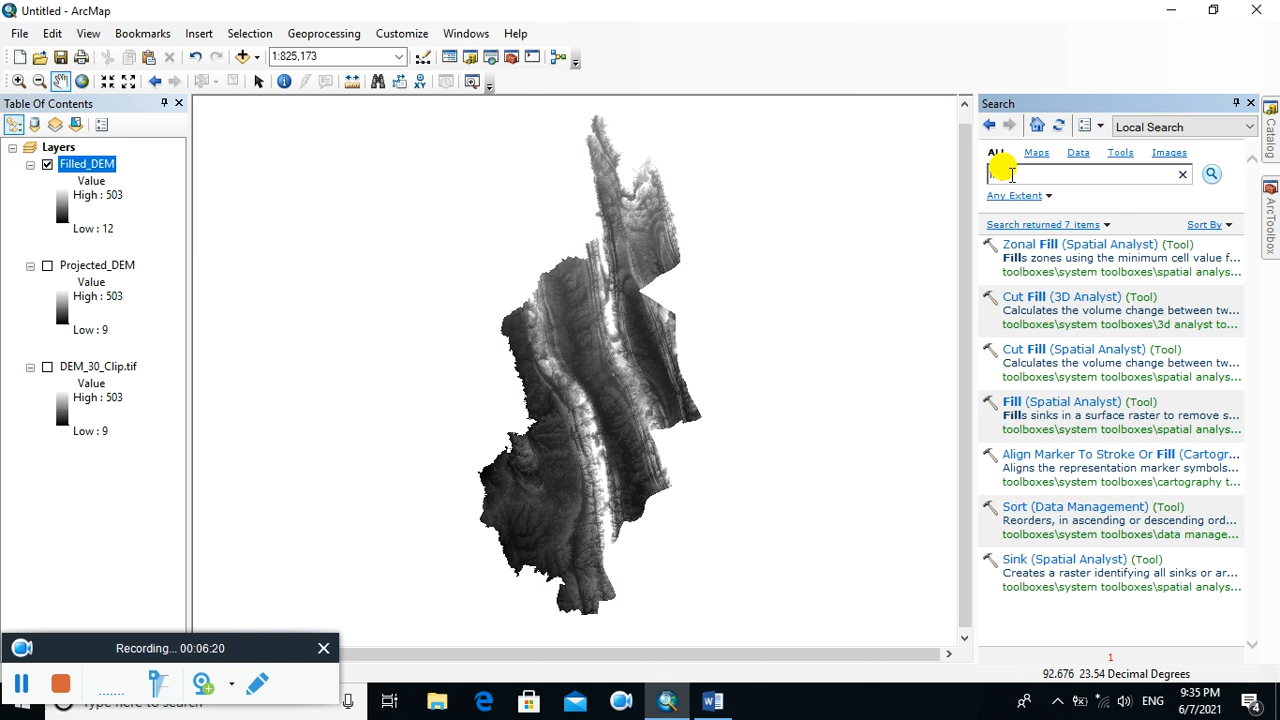 Untitled - ArcMap
File Edit View Bookmarks Insert Selection Geoprocessing Customize Windows Help
1:825,173
Table Of Contents
Layers
Filled_DEM
Value
High : 503
Low : 12
Projected_DEM
Value
High : 503
Low : 9
DEM_30_Clip.tif
Value
High : 503
Low : 9
Search
Local Search
ALL Maps Data Tools Images
Any Extent
Search returned 7 items Sort By
Zonal Fill (Spatial Analyst) (Tool)
Fills zones using the minimum cell value f...
toolboxes\system toolboxes\spatial analys...
Cut Fill (3D Analyst) (Tool)
Calculates the volume change between tw...
toolboxes\system toolboxes\3d analyst to...
Cut Fill (Spatial Analyst) (Tool)
Calculates the volume change between tw...
toolboxes\system toolboxes\spatial analys...
Fill (Spatial Analyst) (Tool)
Fills sinks in a surface raster to remove s...
toolboxes\system toolboxes\spatial analys...
Align Marker To Stroke Or Fill (Cartogr...
Aligns the representation marker symbols...
toolboxes\system toolboxes\cartography t...
Sort (Data Management) (Tool)
Reorders, in ascending or descending ord...
toolboxes\system toolboxes\data manage...
Sink (Spatial Analyst) (Tool)
Creates a raster identifying all sinks or ar...
toolboxes\system toolboxes\spatial analys...
1
Catalog
ArcToolbox
92.676 23.54 Decimal Degrees
Recording... 00:06:20
Type here to search
ENG
9:35 PM
6/7/2021
4